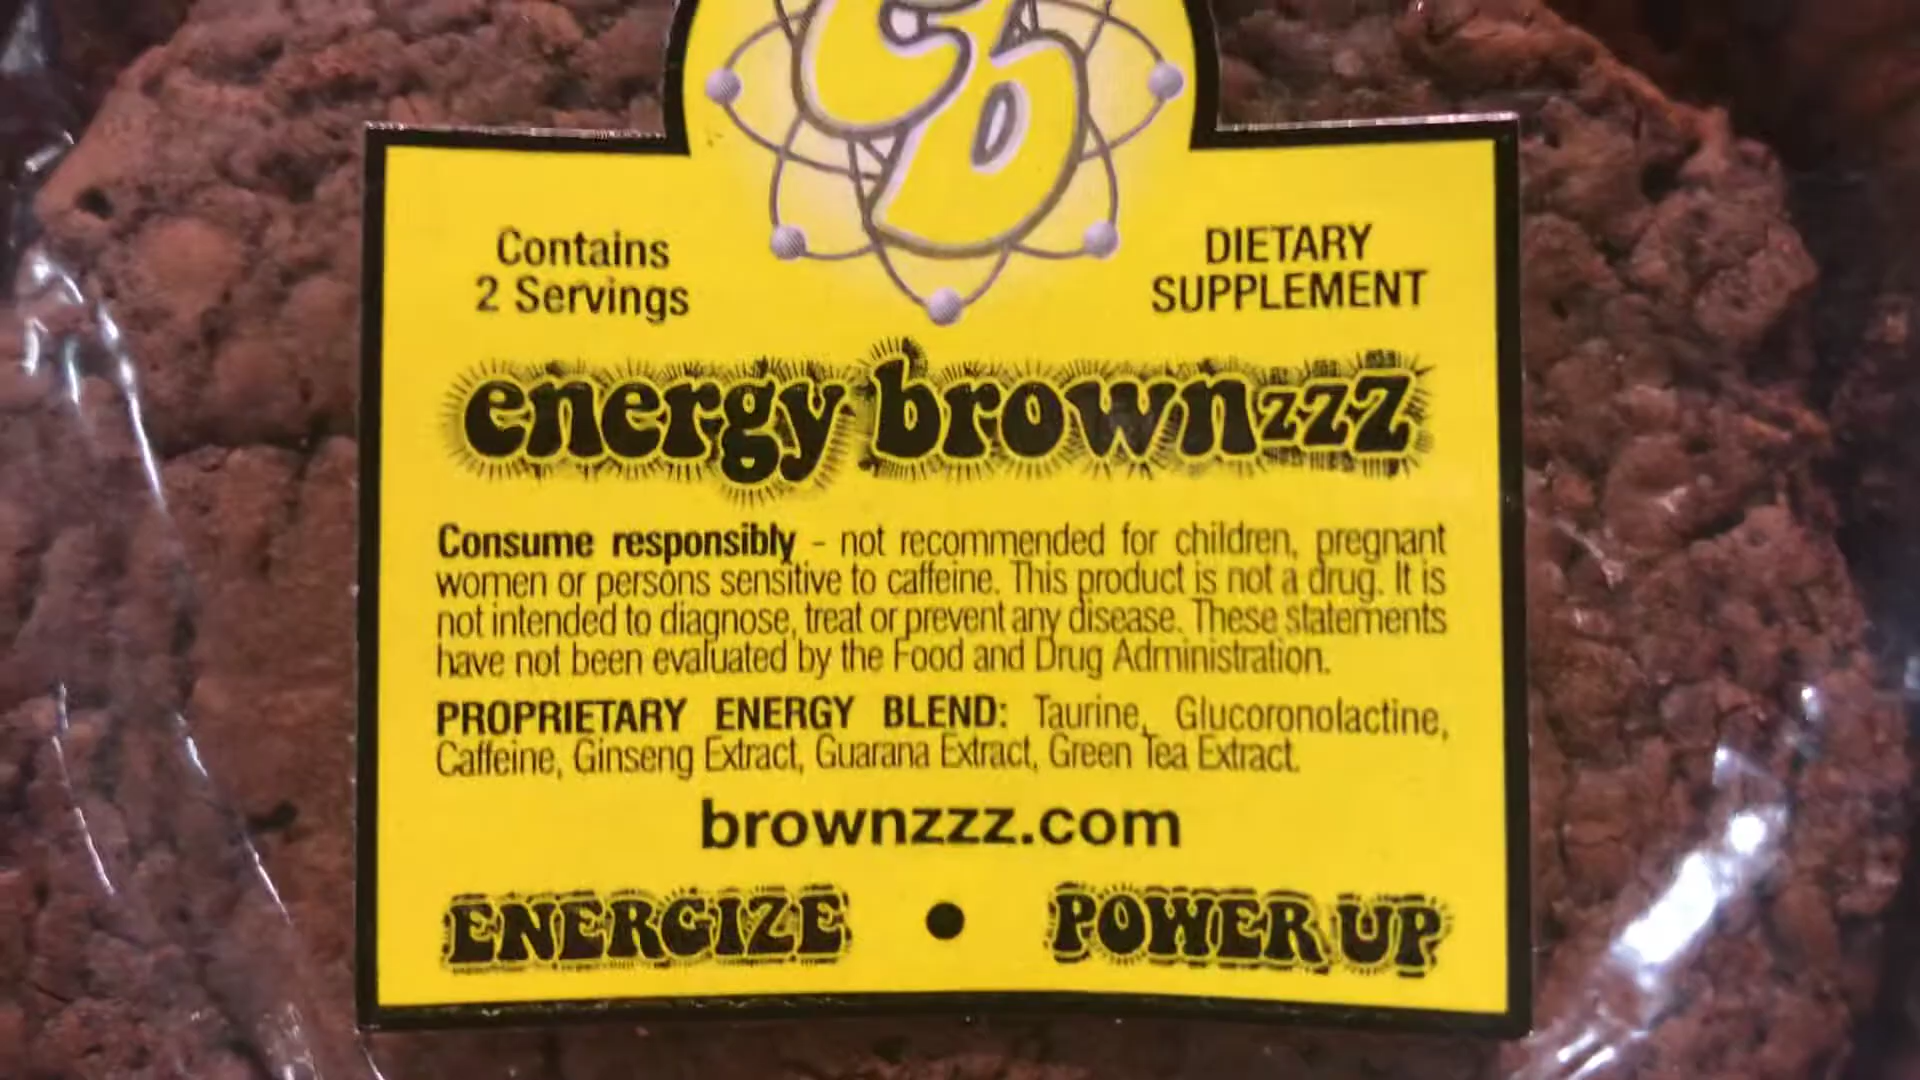 eb
Contains
2 Servings
DIETARY
SUPPLEMENT
energy brownzzz
Consume responsibly - not recommended for children, pregnant
women or persons sensitive to caffeine. This product is not a drug. It is
not intended to diagnose, treat or prevent any disease. These statements
have not been evaluated by the Food and Drug Administration.
PROPRIETARY ENERGY BLEND: Taurine, Glucoronolactine,
Caffeine, Ginseng Extract, Guarana Extract, Green Tea Extract.
brownzzz.com
ENERGIZE • POWER UP